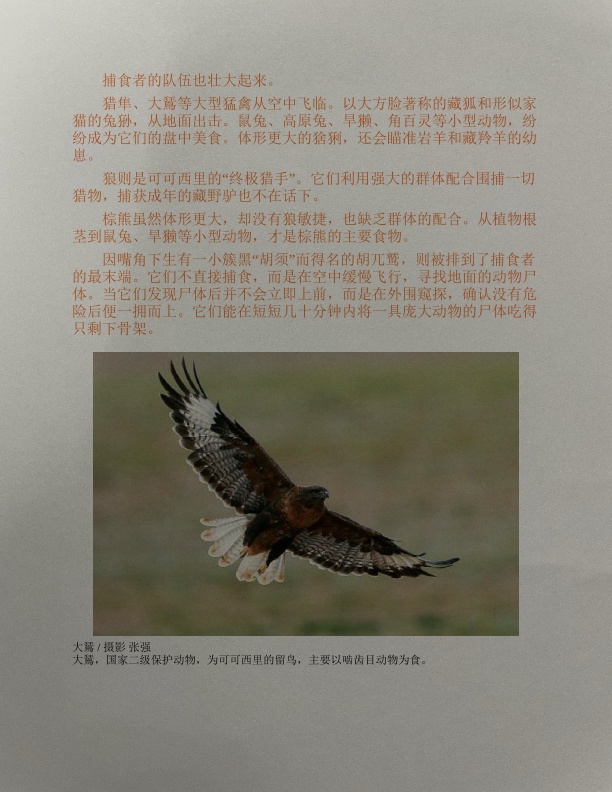 捕食者的队伍也壮大起来。
猎隼、大鵟等大型猛禽从空中飞临。以大方脸著称的藏狐和形似家
猫的兔狲，从地面出击。鼠兔、高原兔、旱獭、角百灵等小型动物，纷
纷成为它们的盘中美食。体形更大的猞猁，还会瞄准岩羊和藏羚羊的幼
崽。
狼则是可可西里的“终极猎手”。它们利用强大的群体配合围捕一切
猎物，捕获成年的藏野驴也不在话下。
棕熊虽然体形更大，却没有狼敏捷，也缺乏群体的配合。从植物根
茎到鼠兔、旱獭等小型动物，才是棕熊的主要食物。
因嘴角下生有一小簇黑“胡须”而得名的胡兀鹫，则被排到了捕食者
的最末端。它们不直接捕食，而是在空中缓慢飞行，寻找地面的动物尸
体。当它们发现尸体后并不会立即上前，而是在外围窥探，确认没有危
险后便一拥而上。它们能在短短几十分钟内将一具庞大动物的尸体吃得
只剩下骨架。
大鵟 / 摄影 张强
大鵟，国家二级保护动物，为可可西里的留鸟，主要以啮齿目动物为食。